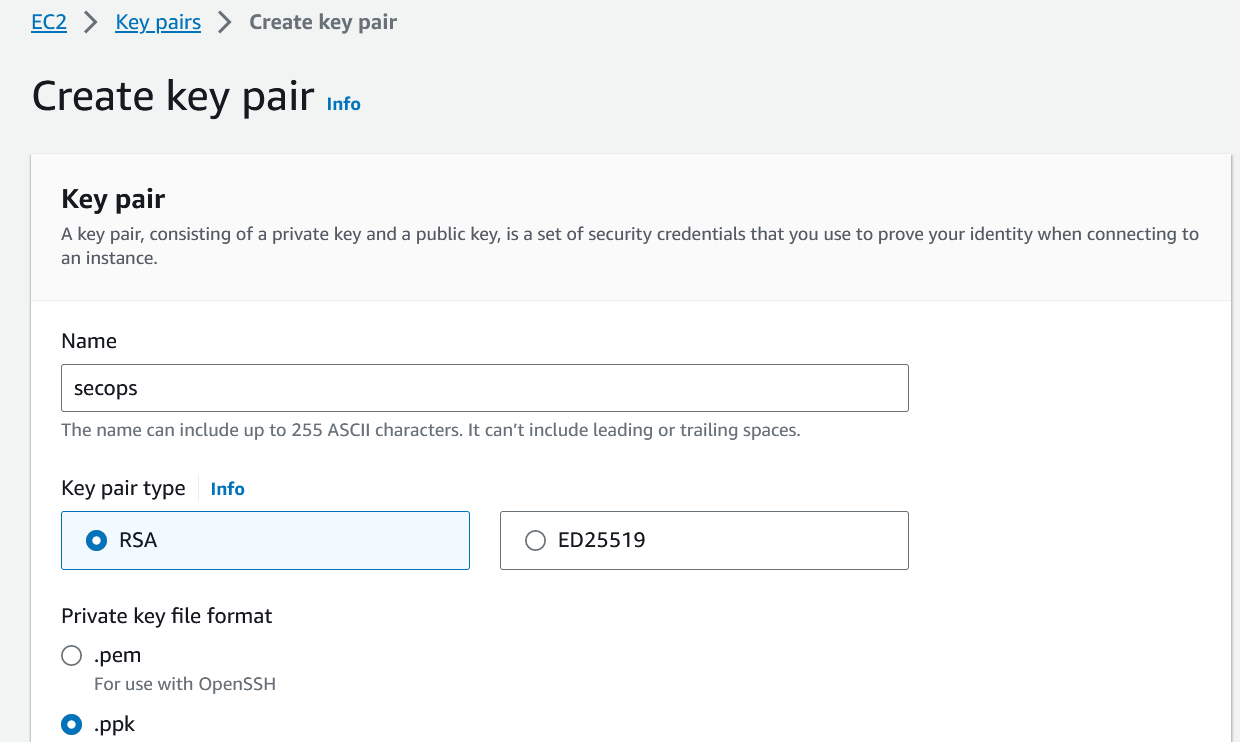 EC2 > Key pairs > Create key pair
Create key pair Info
Key pair
A key pair, consisting of a private key and a public key, is a set of security credentials that you use to prove your identity when connecting to
an instance.
Name
secops
The name can include up to 255 ASCII characters. It can’t include leading or trailing spaces.
Key pair type Info
RSA ED25519
Private key file format
.pem
For use with OpenSSH
.ppk